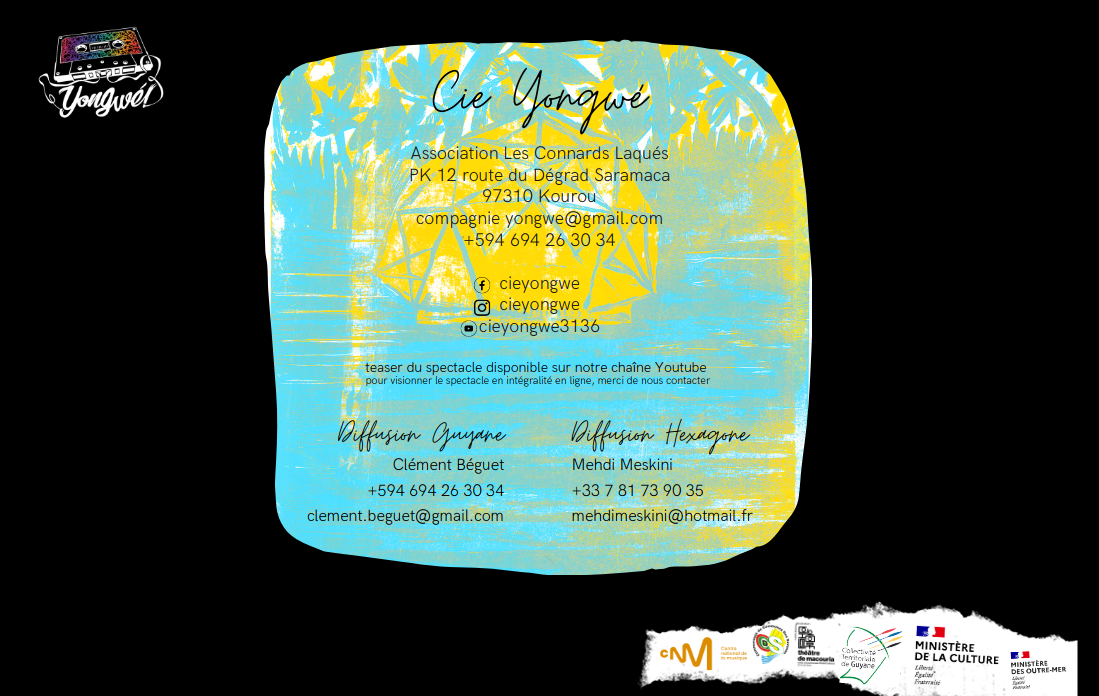 Yongwé!
Cie Yongwé
Association Les Connards Laqués
PK 12 route du Dégrad Saramaca
97310 Kourou
compagnie yongwe@gmail.com
+594 694 26 30 34
cieyongwe
cieyongwe
cieyongwe3136
teaser du spectacle disponible sur notre chaîne Youtube
pour visionner le spectacle en intégralité en ligne, merci de nous contacter
Diffusion Guyane
Clément Béguet
+594 694 26 30 34
clement.beguet@gmail.com
Diffusion Hexagone
Mehdi Meskini
+33 7 81 73 90 35
mehdimeskini@hotmail.fr
CNM
Centre
national de
la musique
théâtre
de macouria
Collectivité
Territoriale
de Guyane
MINISTÈRE
DE LA CULTURE
Liberté
Égalité
Fraternité
MINISTÈRE
DES OUTRE-MER
Liberté
Égalité
Fraternité